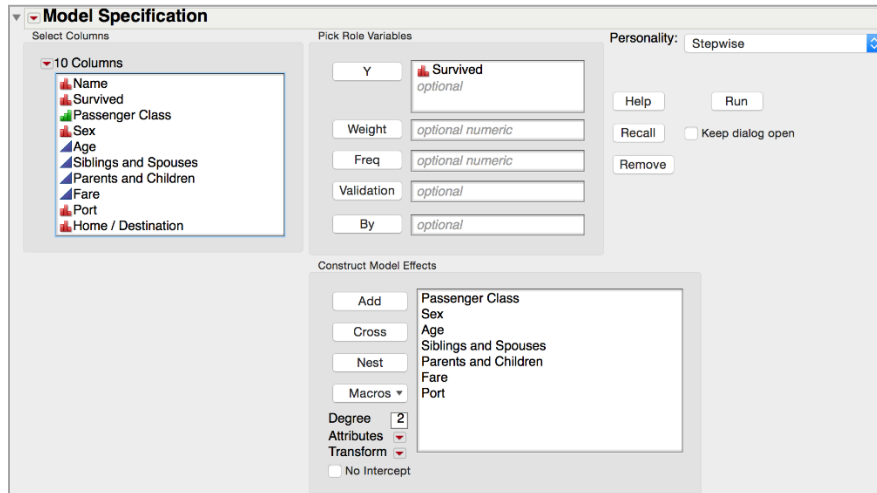 Model Specification
Select Columns
10 Columns
Name
Survived
Passenger Class
Sex
Age
Siblings and Spouses
Parents and Children
Fare
Port
Home / Destination
Pick Role Variables
Y
Survived
optional
Weight
optional numeric
Freq
optional numeric
Validation
optional
By
optional
Personality:
Stepwise
Help
Run
Recall
Keep dialog open
Remove
Construct Model Effects
Add
Cross
Nest
Macros
Degree
2
Attributes
Transform
No Intercept
Passenger Class
Sex
Age
Siblings and Spouses
Parents and Children
Fare
Port